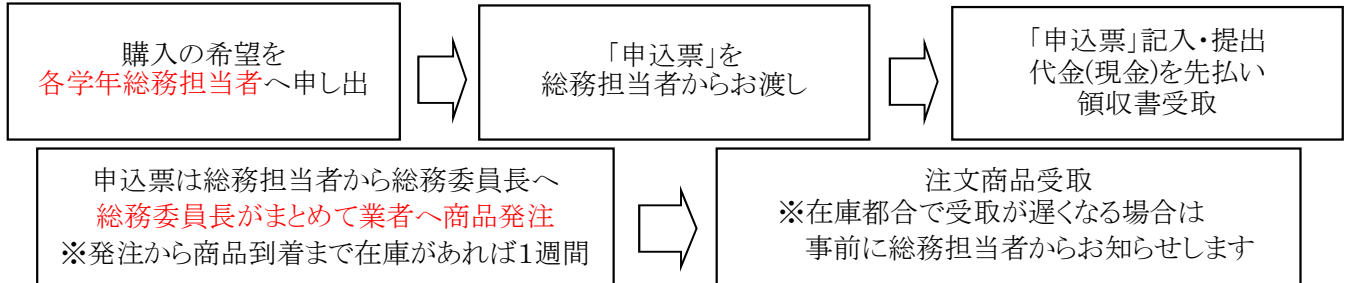 購入の希望を
各学年総務担当者へ申し出
「申込票」を
総務担当者からお渡し
「申込票」記入・提出
代金(現金)を先払い
領収書受取
申込票は総務担当者から総務委員長へ
総務委員長がまとめて業者へ商品発注
※発注から商品到着まで在庫があれば1週間
注文商品受取
※在庫都合で受取が遅くなる場合は
事前に総務担当者からお知らせします